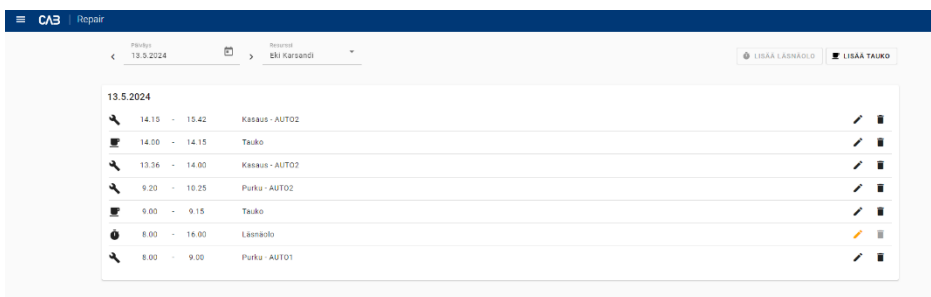 CAB | Repair
Päiväys
13.5.2024
Resurssi
Eki Karsandi
LISÄÄ LÄSNÄOLO
LISÄÄ TAUKO
13.5.2024
14.15 - 15.42 Kasaus - AUTO2
14.00 - 14.15 Tauko
13.36 - 14.00 Kasaus - AUTO2
9.20 - 10.25 Purku - AUTO2
9.00 - 9.15 Tauko
8.00 - 16.00 Läsnäolo
8.00 - 9.00 Purku - AUTO1